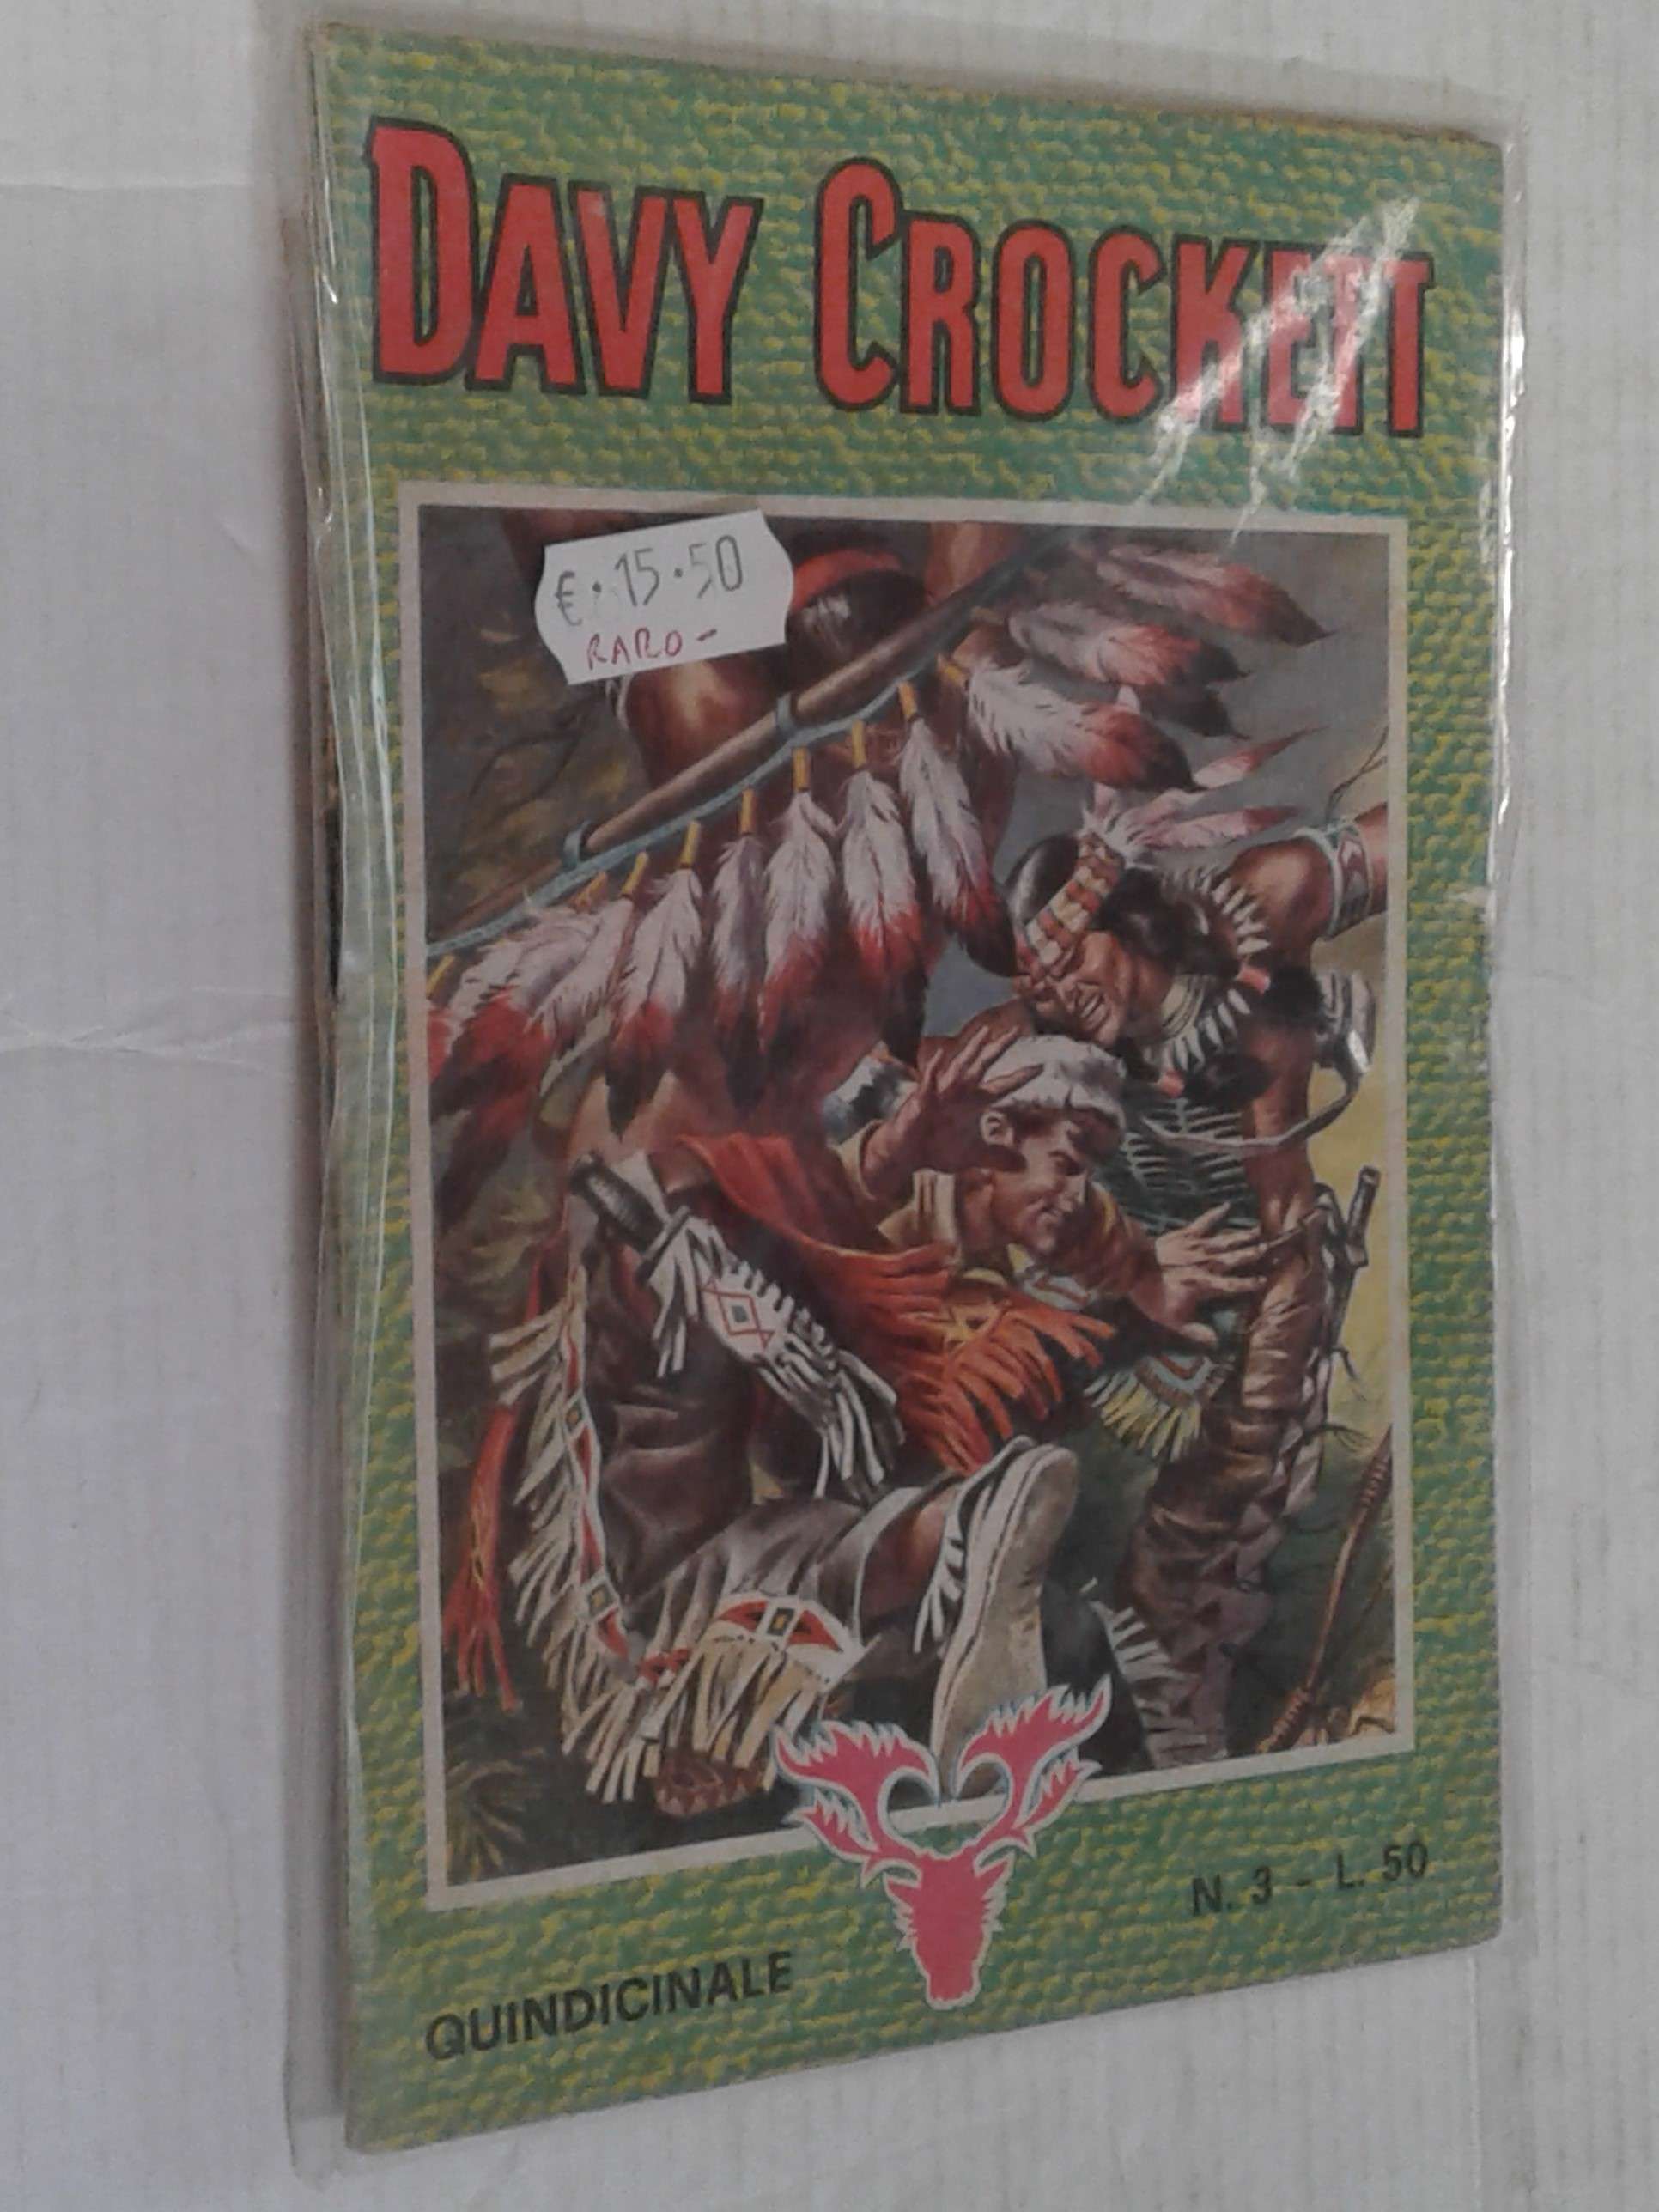 DAVY CROCKETT
€.15.50
RARO-
N. 3 - L. 50
QUINDICINALE